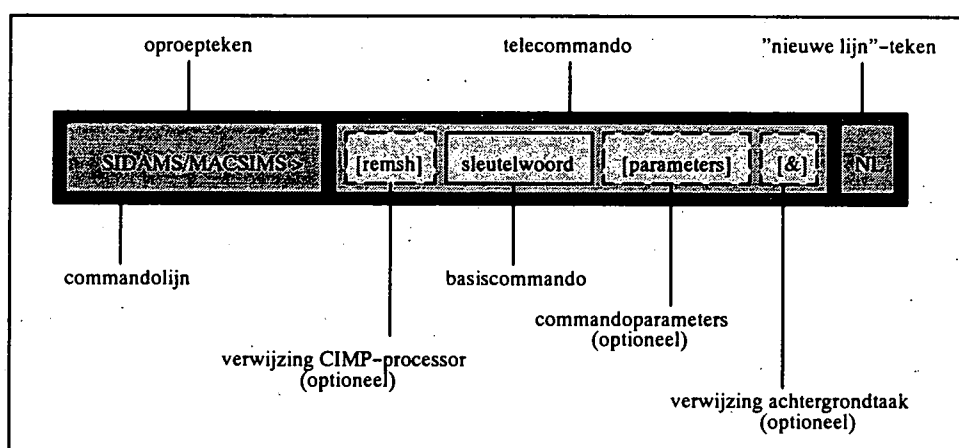 oproepteken telecommando "nieuwe lijn"-teken
SIDAMS/MACSIMS > [remsh] sleutelwoord [parameters] [&] NL
commandolijn basiscommando
commandoparameters
(optioneel)
verwijzing CIMP-processor
(optioneel)
verwijzing achtergrondtaak
(optioneel)